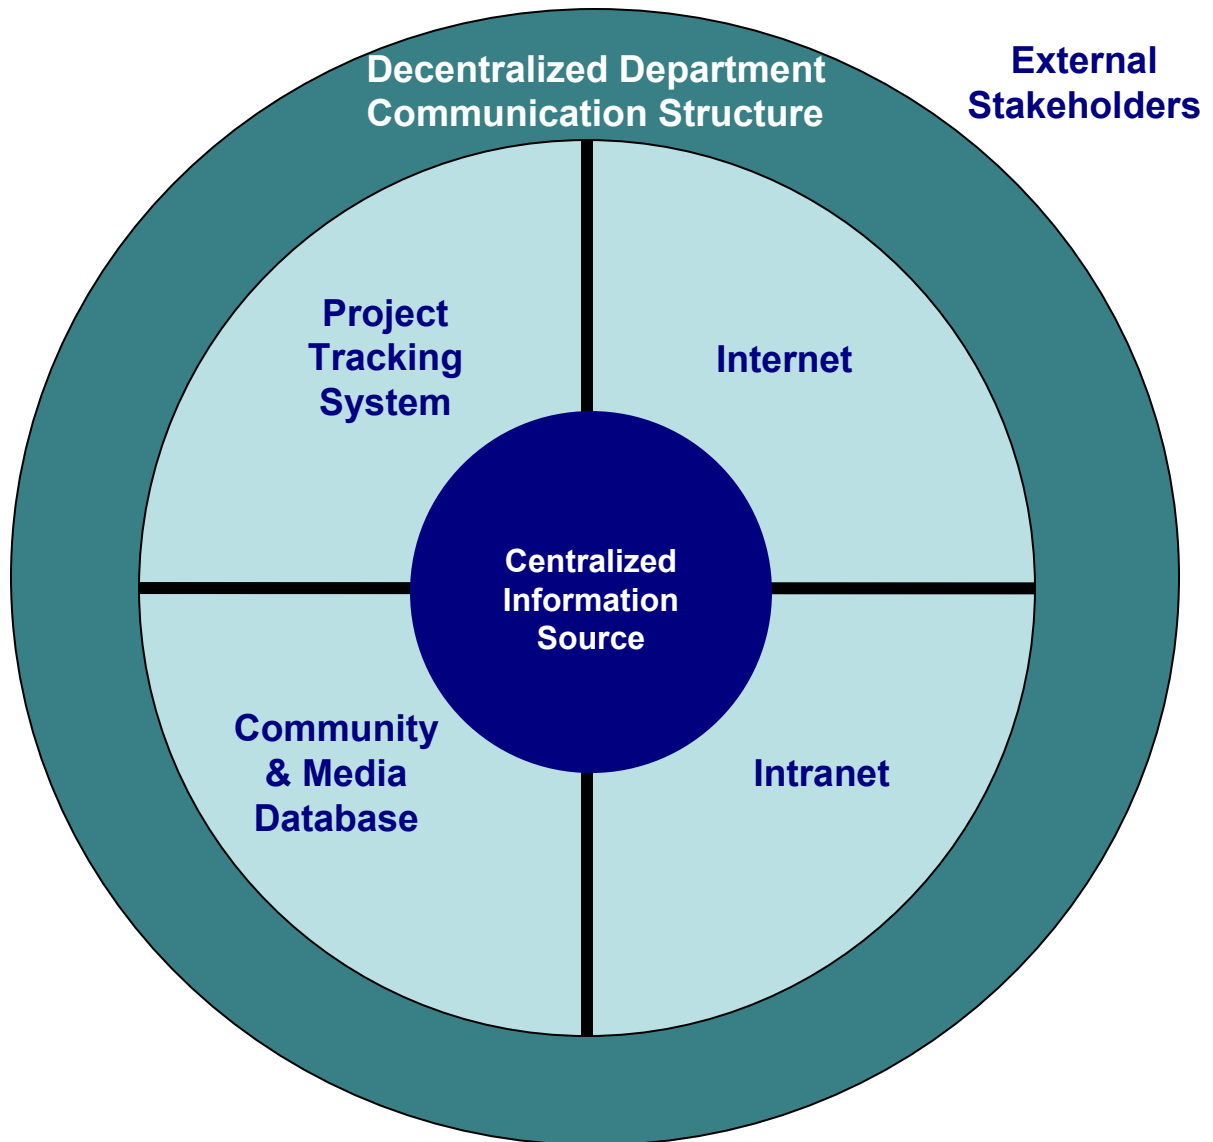 Decentralized Department
Communication Structure
External
Stakeholders
Project
Tracking
System
Internet
Centralized
Information
Source
Community
& Media
Database
Intranet